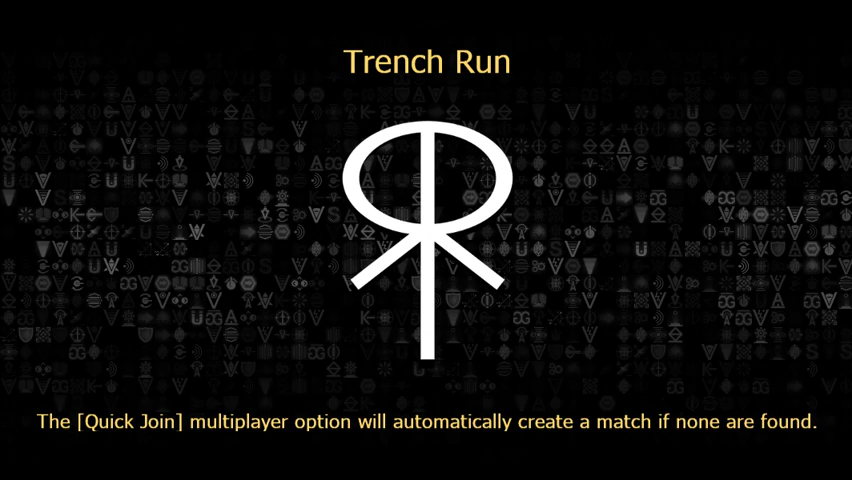 Trench Run
The [Quick Join] multiplayer option will automatically create a match if none are found.